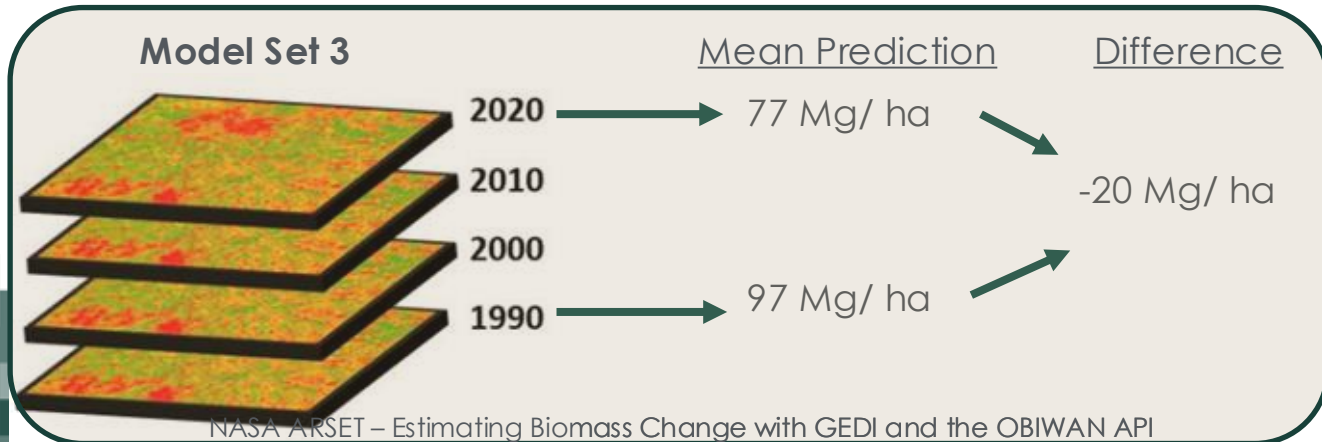 Model Set 3 Mean Prediction Difference
2020 77 Mg/ ha
2010
-20 Mg/ ha
2000
1990 97 Mg/ ha
NASA ARSET – Estimating Biomass Change with GEDI and the OBIWAN API